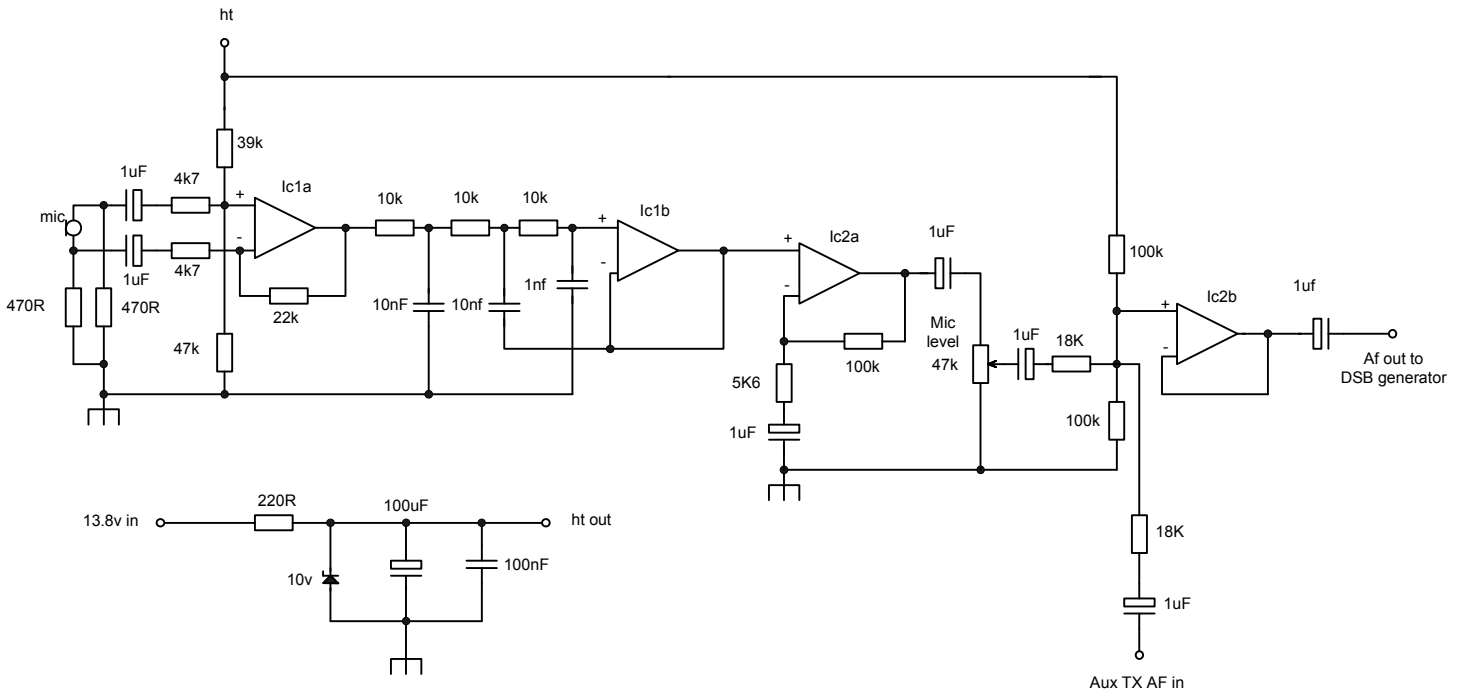 ht
39k
1uF
4k7
Ic1a
+
-
mic
1uF
4k7
22k
470R
470R
47k
10k
10k
10k
10nF
10nf
1nf
Ic1b
+
-
Ic2a
+
-
1uF
100k
5K6
1uF
Mic
level
47k
1uF
18K
100k
100k
Ic2b
+
-
1uf
Af out to
DSB generator
18K
1uF
Aux TX AF in
13.8v in
220R
100uF
ht out
10v
100nF